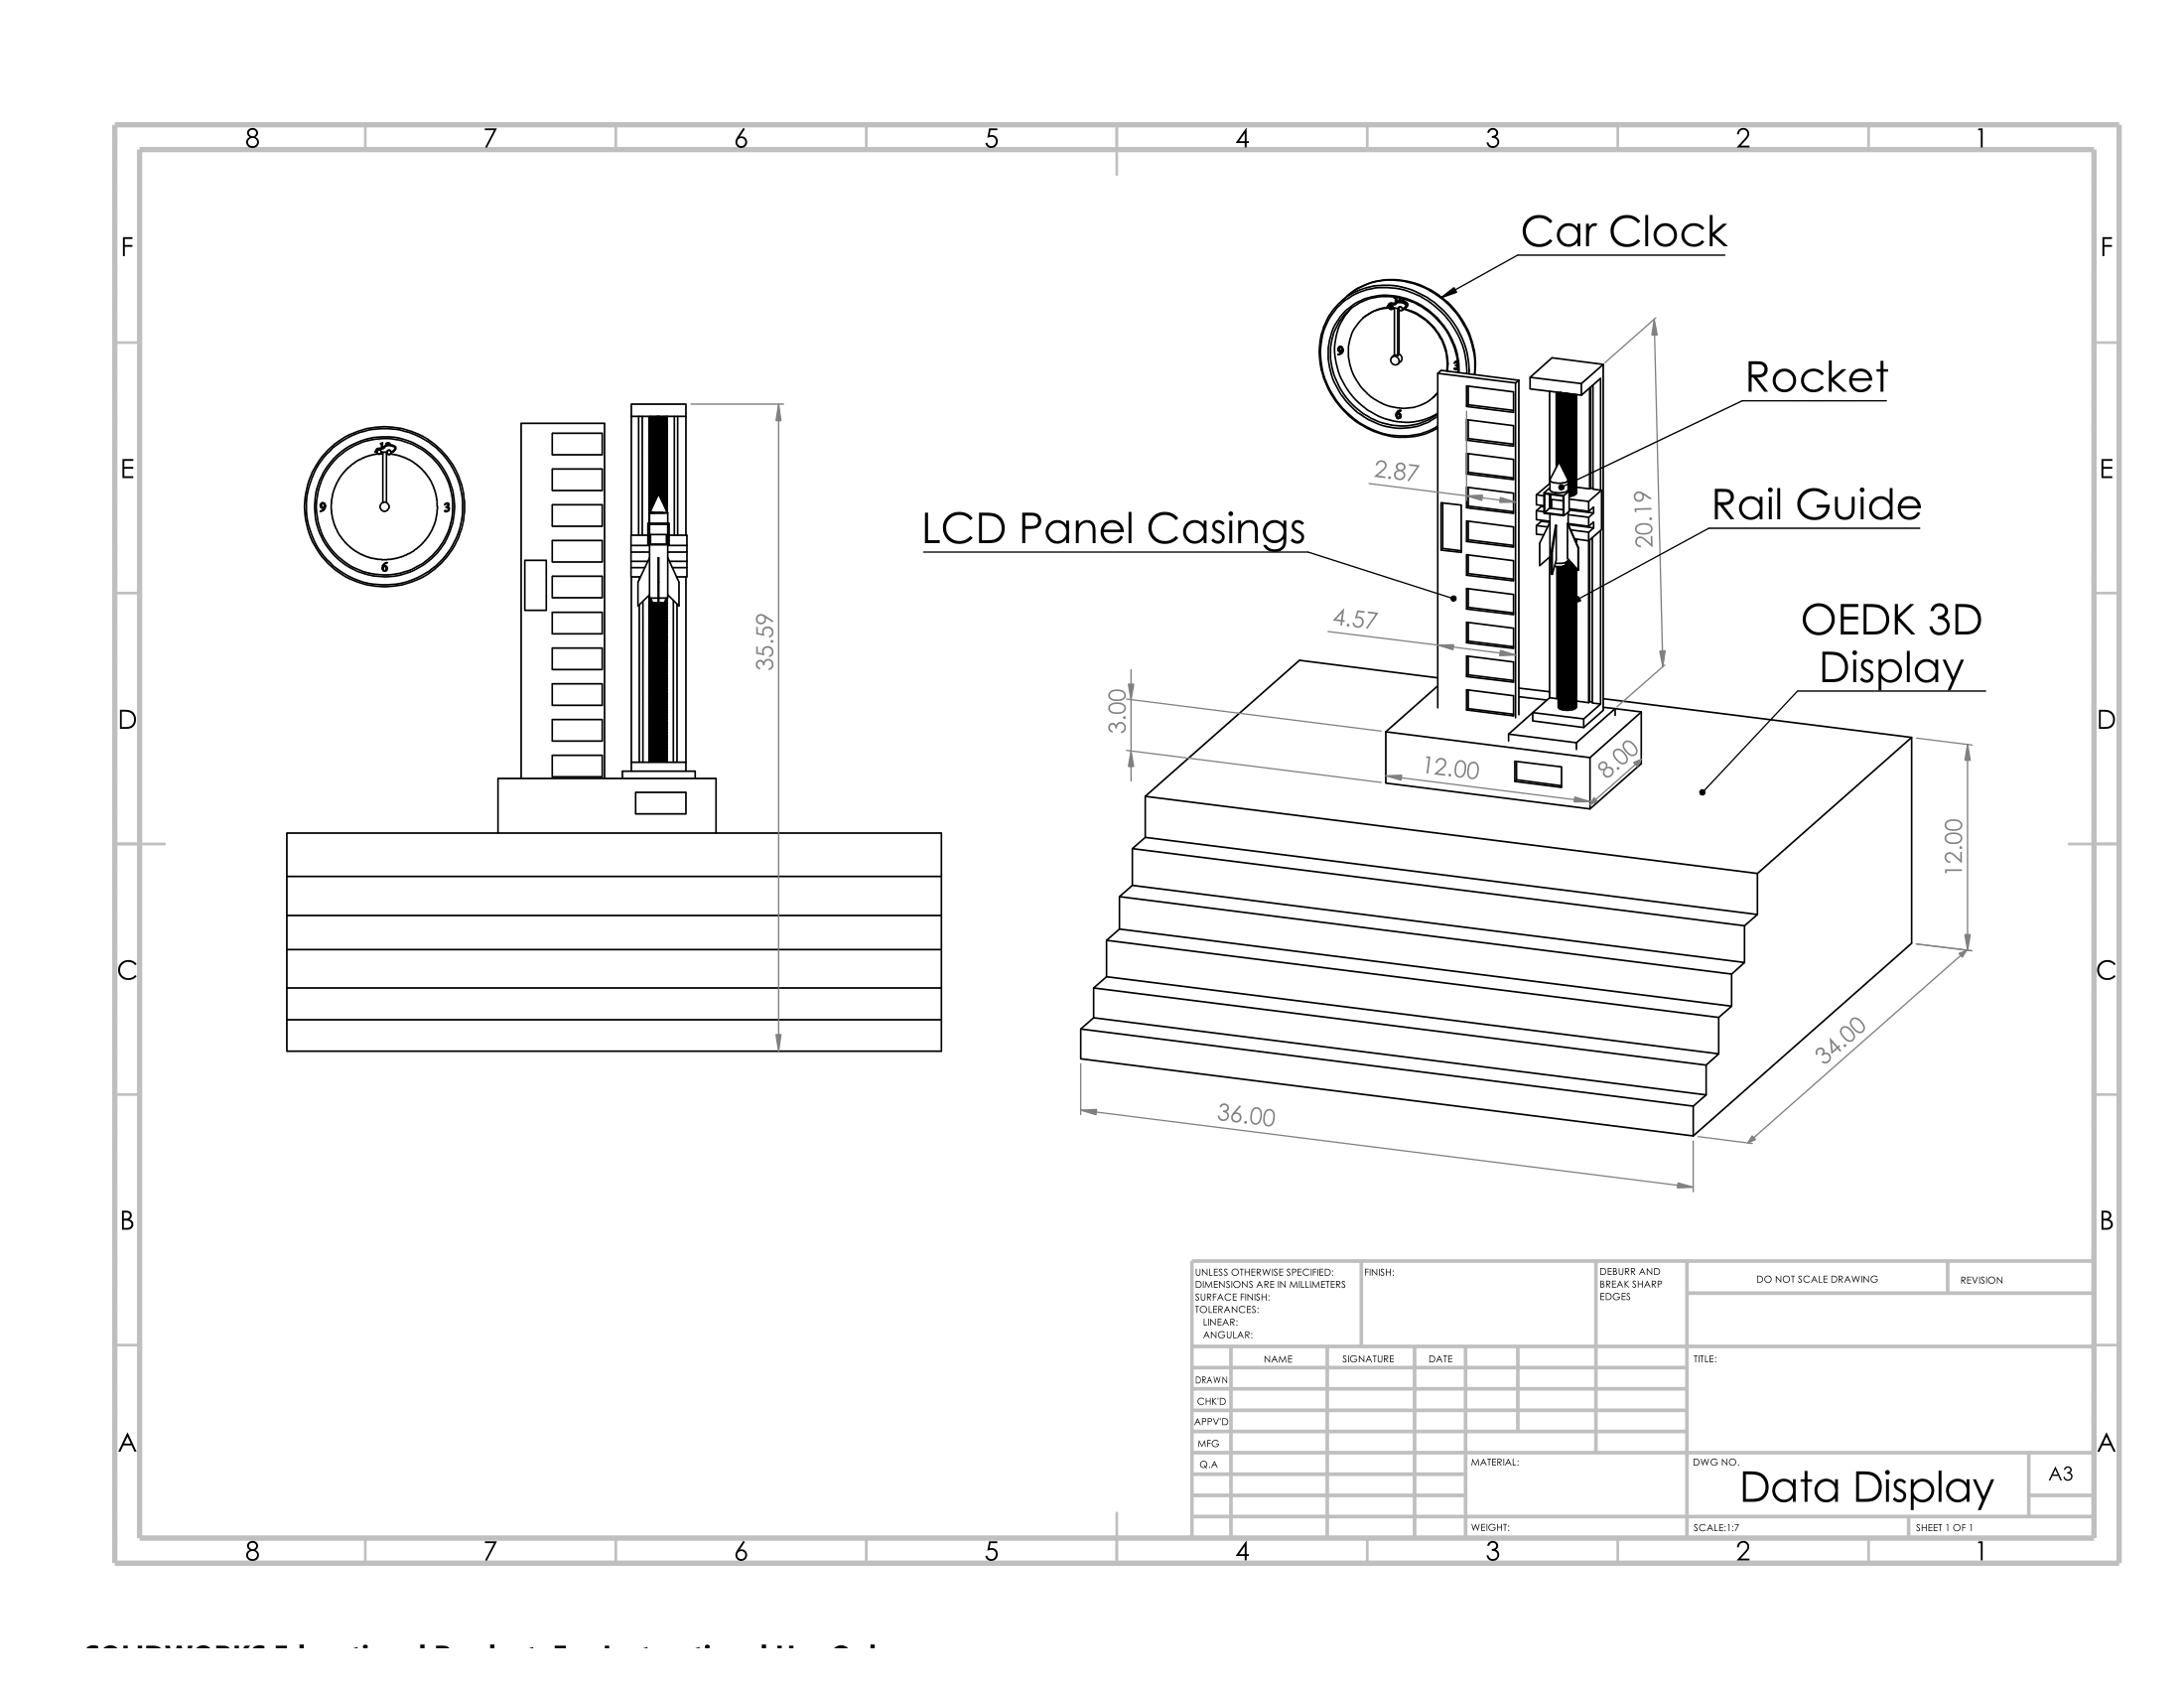 8 7 6 5 4 3 2 1
F F
Car Clock
12
9 3
6
12
9 3
6
Rocket
E E
2.87
20.19
Rail Guide
LCD Panel Casings
35.59
4.57
OEDK 3D
Display
D D
3.00
12.00
8.00
12.00
C C
34.00
36.00
B B
UNLESS OTHERWISE SPECIFIED:
DIMENSIONS ARE IN MILLIMETERS
SURFACE FINISH:
TOLERANCES:
LINEAR:
ANGULAR:
FINISH:
DEBURR AND
BREAK SHARP
EDGES
DO NOT SCALE DRAWING
REVISION
NAME SIGNATURE DATE
TITLE:
DRAWN
CHK'D
APPV'D
MFG
Q.A
A A
MATERIAL:
DWG NO.
Data Display
A3
WEIGHT:
SCALE:1:7
SHEET 1 OF 1
8 7 6 5 4 3 2 1